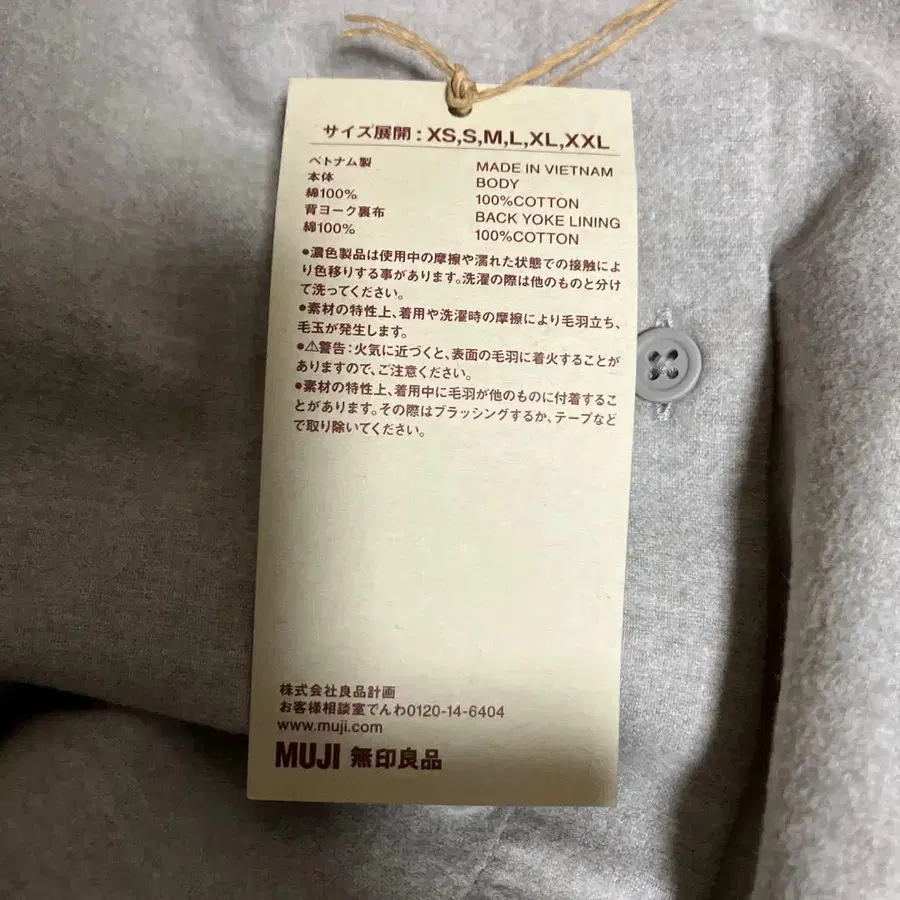 サイズ展開 : XS,S,M,L,XL,XXL
ベトナム製
本体
綿100%
背ヨーク裏布
綿100%
MADE IN VIETNAM
BODY
100%COTTON
BACK YOKE LINING
100%COTTON
●濃色製品は使用中の摩擦や濡れた状態での接触によ
り色移りする事があります。洗濯の際は他のものと分け
て洗ってください。
●素材の特性上、着用や洗濯時の摩擦により毛羽立ち、
毛玉が発生します。
●⚠警告：火気に近づくと、表面の毛羽に着火することが
ありますので、ご注意ください。
●素材の特性上、着用中に毛羽が他のものに付着するこ
とがあります。その際はブラッシングするか、テープなど
で取り除いてください。
株式会社良品計画
お客様相談室でんわ0120-14-6404
www.muji.com
MUJI 無印良品